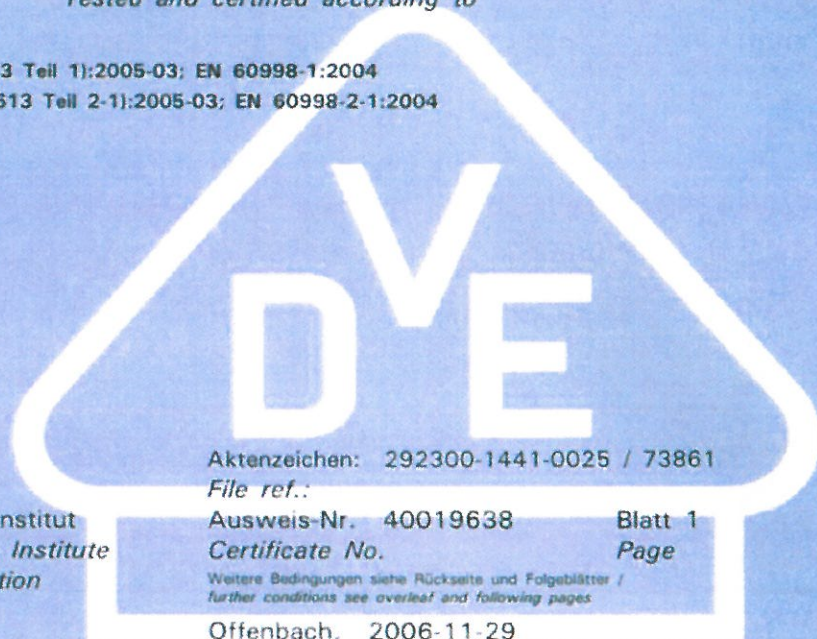 Tested and certified according to
3 Teil 1):2005-03; EN 60998-1:2004
613 Teil 2-1):2005-03; EN 60998-2-1:2004
V
D E
Aktenzeichen: 292300-1441-0025 / 73861
File ref.:
nstitut Ausweis-Nr. 40019638 Blatt 1
Institute Certificate No. Page
tion Weitere Bedingungen siehe Rückseite und Folgeblätter /
further conditions see overleaf and following pages
Offenbach, 2006-11-29